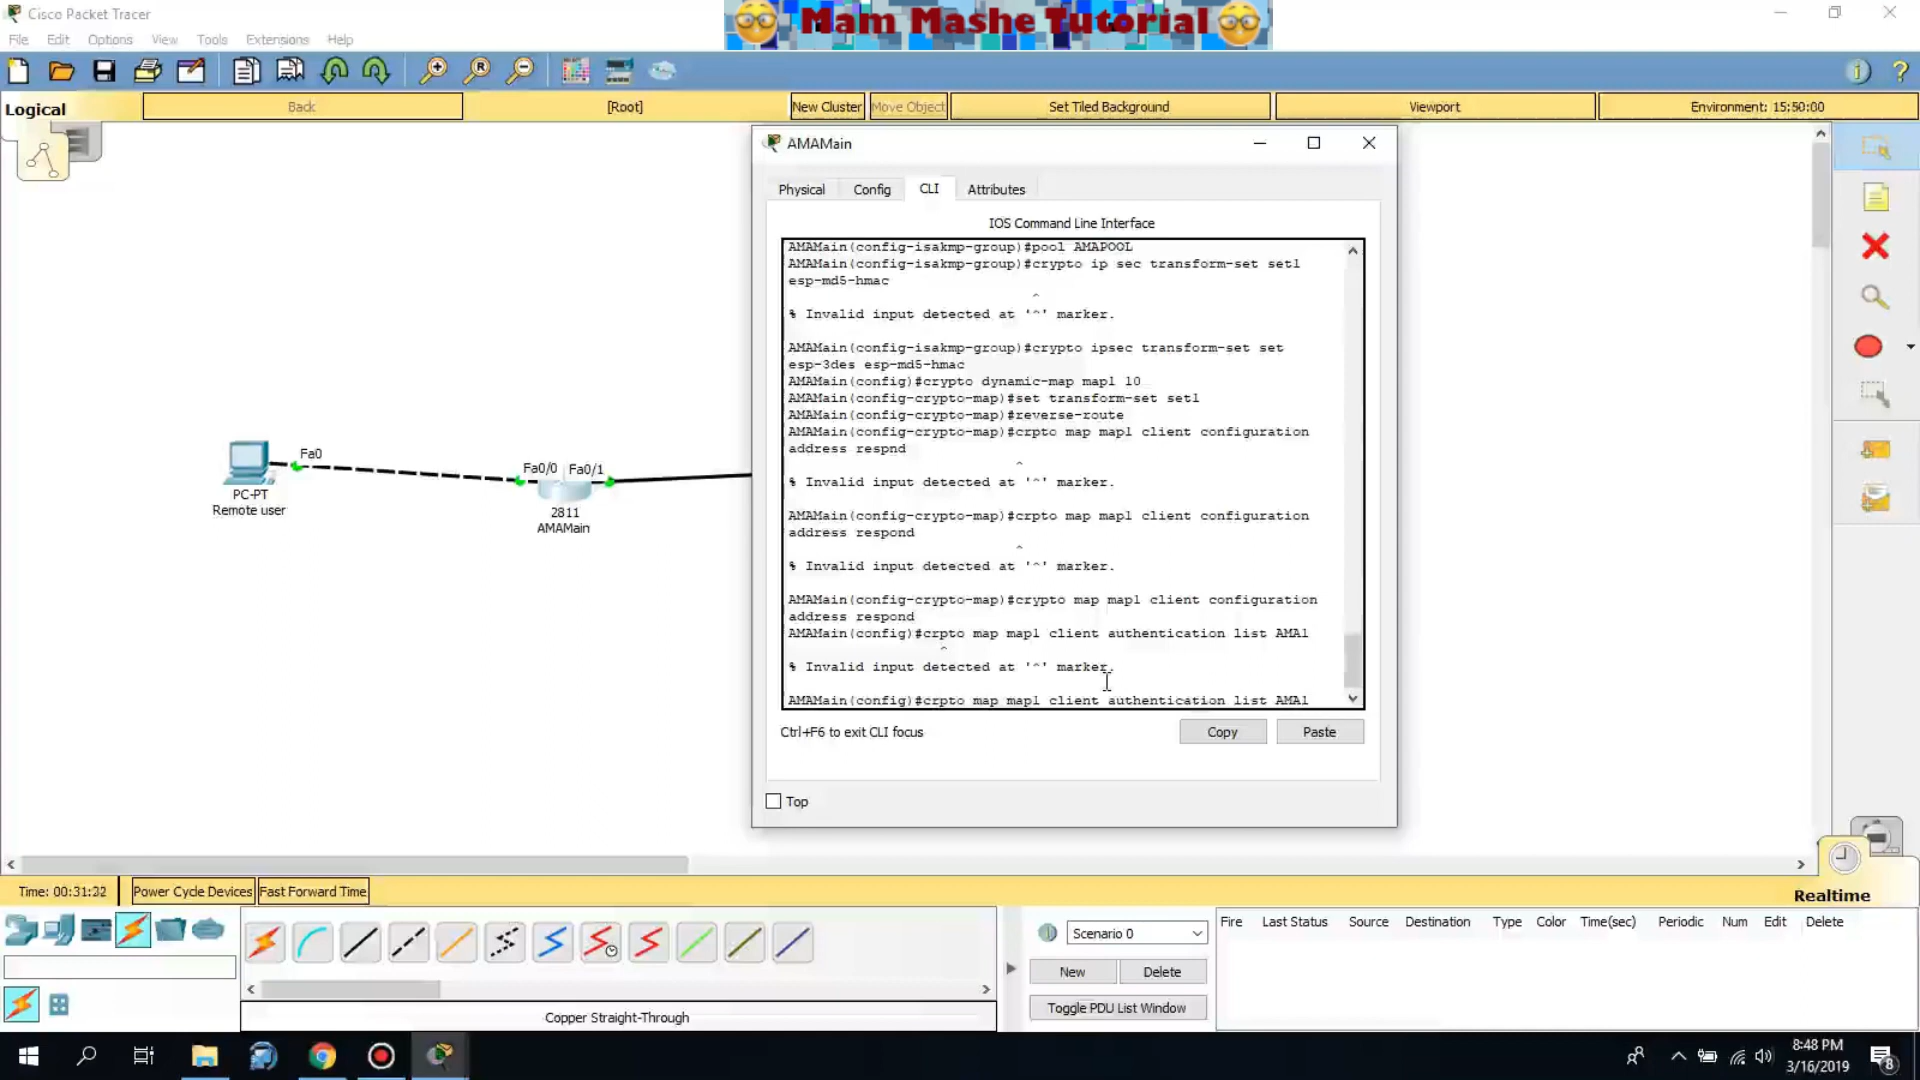 Cisco Packet Tracer
Mam Mashe Tutorial
File Edit Options View Tools Extensions Help
Logical
Back
[Root]
New Cluster
Move Object
Set Tiled Background
Viewport
Environment: 15:50:00
AMAMain
Physical Config CLI Attributes
IOS Command Line Interface
AMAMain(config-isakmp-group)#pool AMAPOOL
AMAMain(config-isakmp-group)#crypto ip sec transform-set set1
esp-md5-hmac
^
% Invalid input detected at '^' marker.
AMAMain(config-isakmp-group)#crypto ipsec transform-set set
esp-3des esp-md5-hmac
AMAMain(config)#crypto dynamic-map map1 10
AMAMain(config-crypto-map)#set transform-set set1
AMAMain(config-crypto-map)#reverse-route
AMAMain(config-crypto-map)#crpto map map1 client configuration
address respnd
^
% Invalid input detected at '^' marker.
AMAMain(config-crypto-map)#crpto map map1 client configuration
address respond
^
% Invalid input detected at '^' marker.
AMAMain(config-crypto-map)#crypto map map1 client configuration
address respond
AMAMain(config)#crpto map map1 client authentication list AMA1
^
% Invalid input detected at '^' marker.
AMAMain(config)#crpto map map1 client authentication list AMA1
Ctrl+F6 to exit CLI focus
Copy
Paste
Top
Fa0
PC-PT
Remote user
Fa0/0 Fa0/1
2811
AMAMain
Time: 00:31:22
Power Cycle Devices
Fast Forward Time
Realtime
Scenario 0
New
Delete
Toggle PDU List Window
Fire Last Status Source Destination Type Color Time(sec) Periodic Num Edit Delete
Copper Straight-Through
8:48 PM
3/16/2019
8